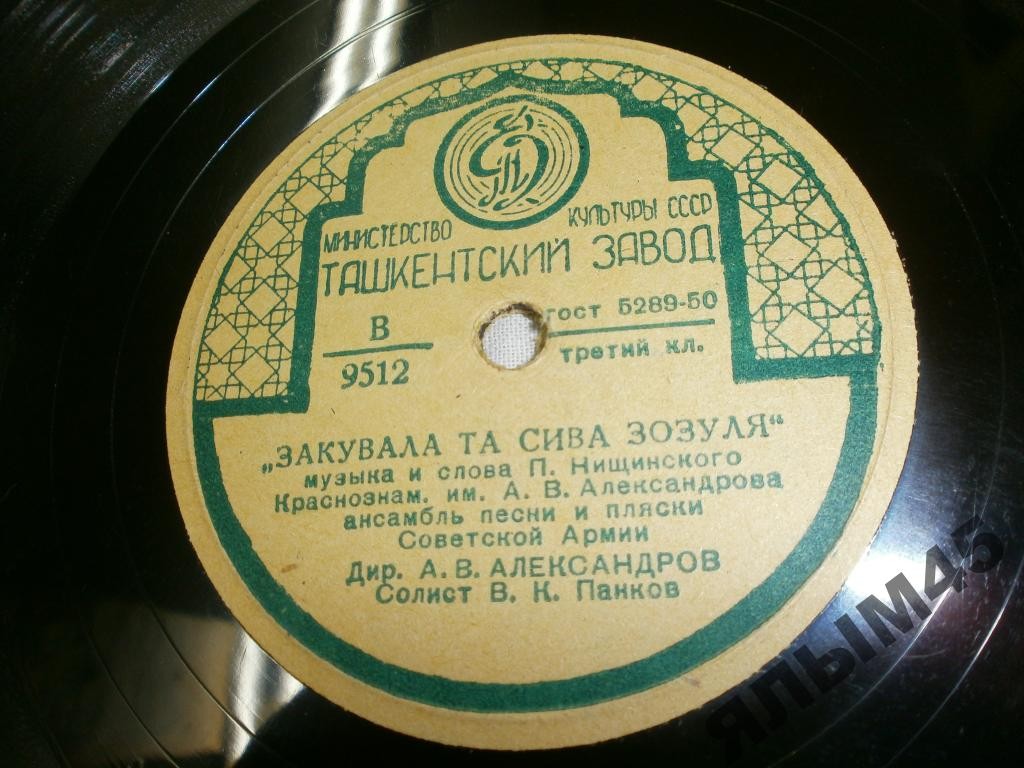 МИНИСТЕРСТВО КУЛЬТУРЫ СССР
ТАШКЕНТСКИЙ ЗАВОД
В
9512
ГОСТ 5289-50
третий кл.
„ЗАКУВАЛА ТА СИВА ЗОЗУЛЯ“
музыка и слова П. Нищинского
Краснознам. им. А. В. Александрова
ансамбль песни и пляски
Советской Армии
Дир. А. В. АЛЕКСАНДРОВ
Солист В. К. Панков
ЯЛЫМ45